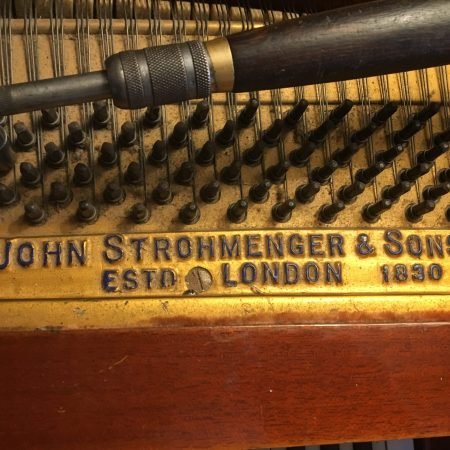 JOHN STROHMENGER & SONS
ESTD LONDON 1830